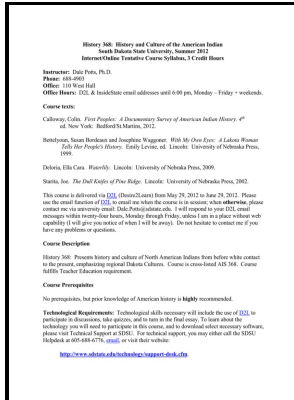 History 368: History and Culture of the American Indian
South Dakota State University, Summer 2012
Internet/Online Tentative Course Syllabus, 3 Credit Hours
Instructor: Dale Potts, Ph.D.
Phone: 688-4903
Office: 110 West Hall
Office Hours: D2L & InsideState email addresses until 6:00 pm, Monday – Friday + weekends.
Course texts:
Calloway, Colin. First Peoples: A Documentary Survey of American Indian History. 4th
ed. New York: Bedford/St.Martins, 2012.
Bettelyoun, Susan Bordeaux and Josephine Waggoner. With My Own Eyes: A Lakota Woman
Tells Her People's History. Emily Levine, ed. Lincoln: University of Nebraska Press,
1999.
Deloria, Ella Cara. Waterlily. Lincoln: University of Nebraska Press, 2009.
Starita, Joe. The Dull Knifes of Pine Ridge. Lincoln: University of Nebraska Press, 2002.
This course is delivered via D2L (Desire2Learn) from May 29, 2012 to June 29, 2012. Please
use the email function of D2L to email me when the course is in session; when otherwise, please
contact me via university email: Dale.Potts@sdstate.edu. I will respond to your D2L email
messages within twenty-four hours, Monday through Friday, unless I am in a place without web
capability (I will give you notice of when I will be away). Do not hesitate to contact me if you
have any problems or questions.
Course Description
History 368: Presents history and culture of North American Indians from before white contact
to the present, emphasizing regional Dakota Cultures. Course is cross-listed AIS 368. Course
fulfills Teacher Education requirement.
Course Prerequisites
No prerequisites, but prior knowledge of American history is highly recommended.
Technological Requirements: Technological skills necessary will include the use of D2L to
participate in discussions, take quizzes, and to turn in the final essay. To learn about the
technology you will need to participate in this course, and to download select necessary software,
please visit Technical Support at SDSU. For technical support, you may either call the SDSU
Helpdesk at 605-688-6776, email, or visit their website:
http://www.sdstate.edu/technology/support-desk.cfm.